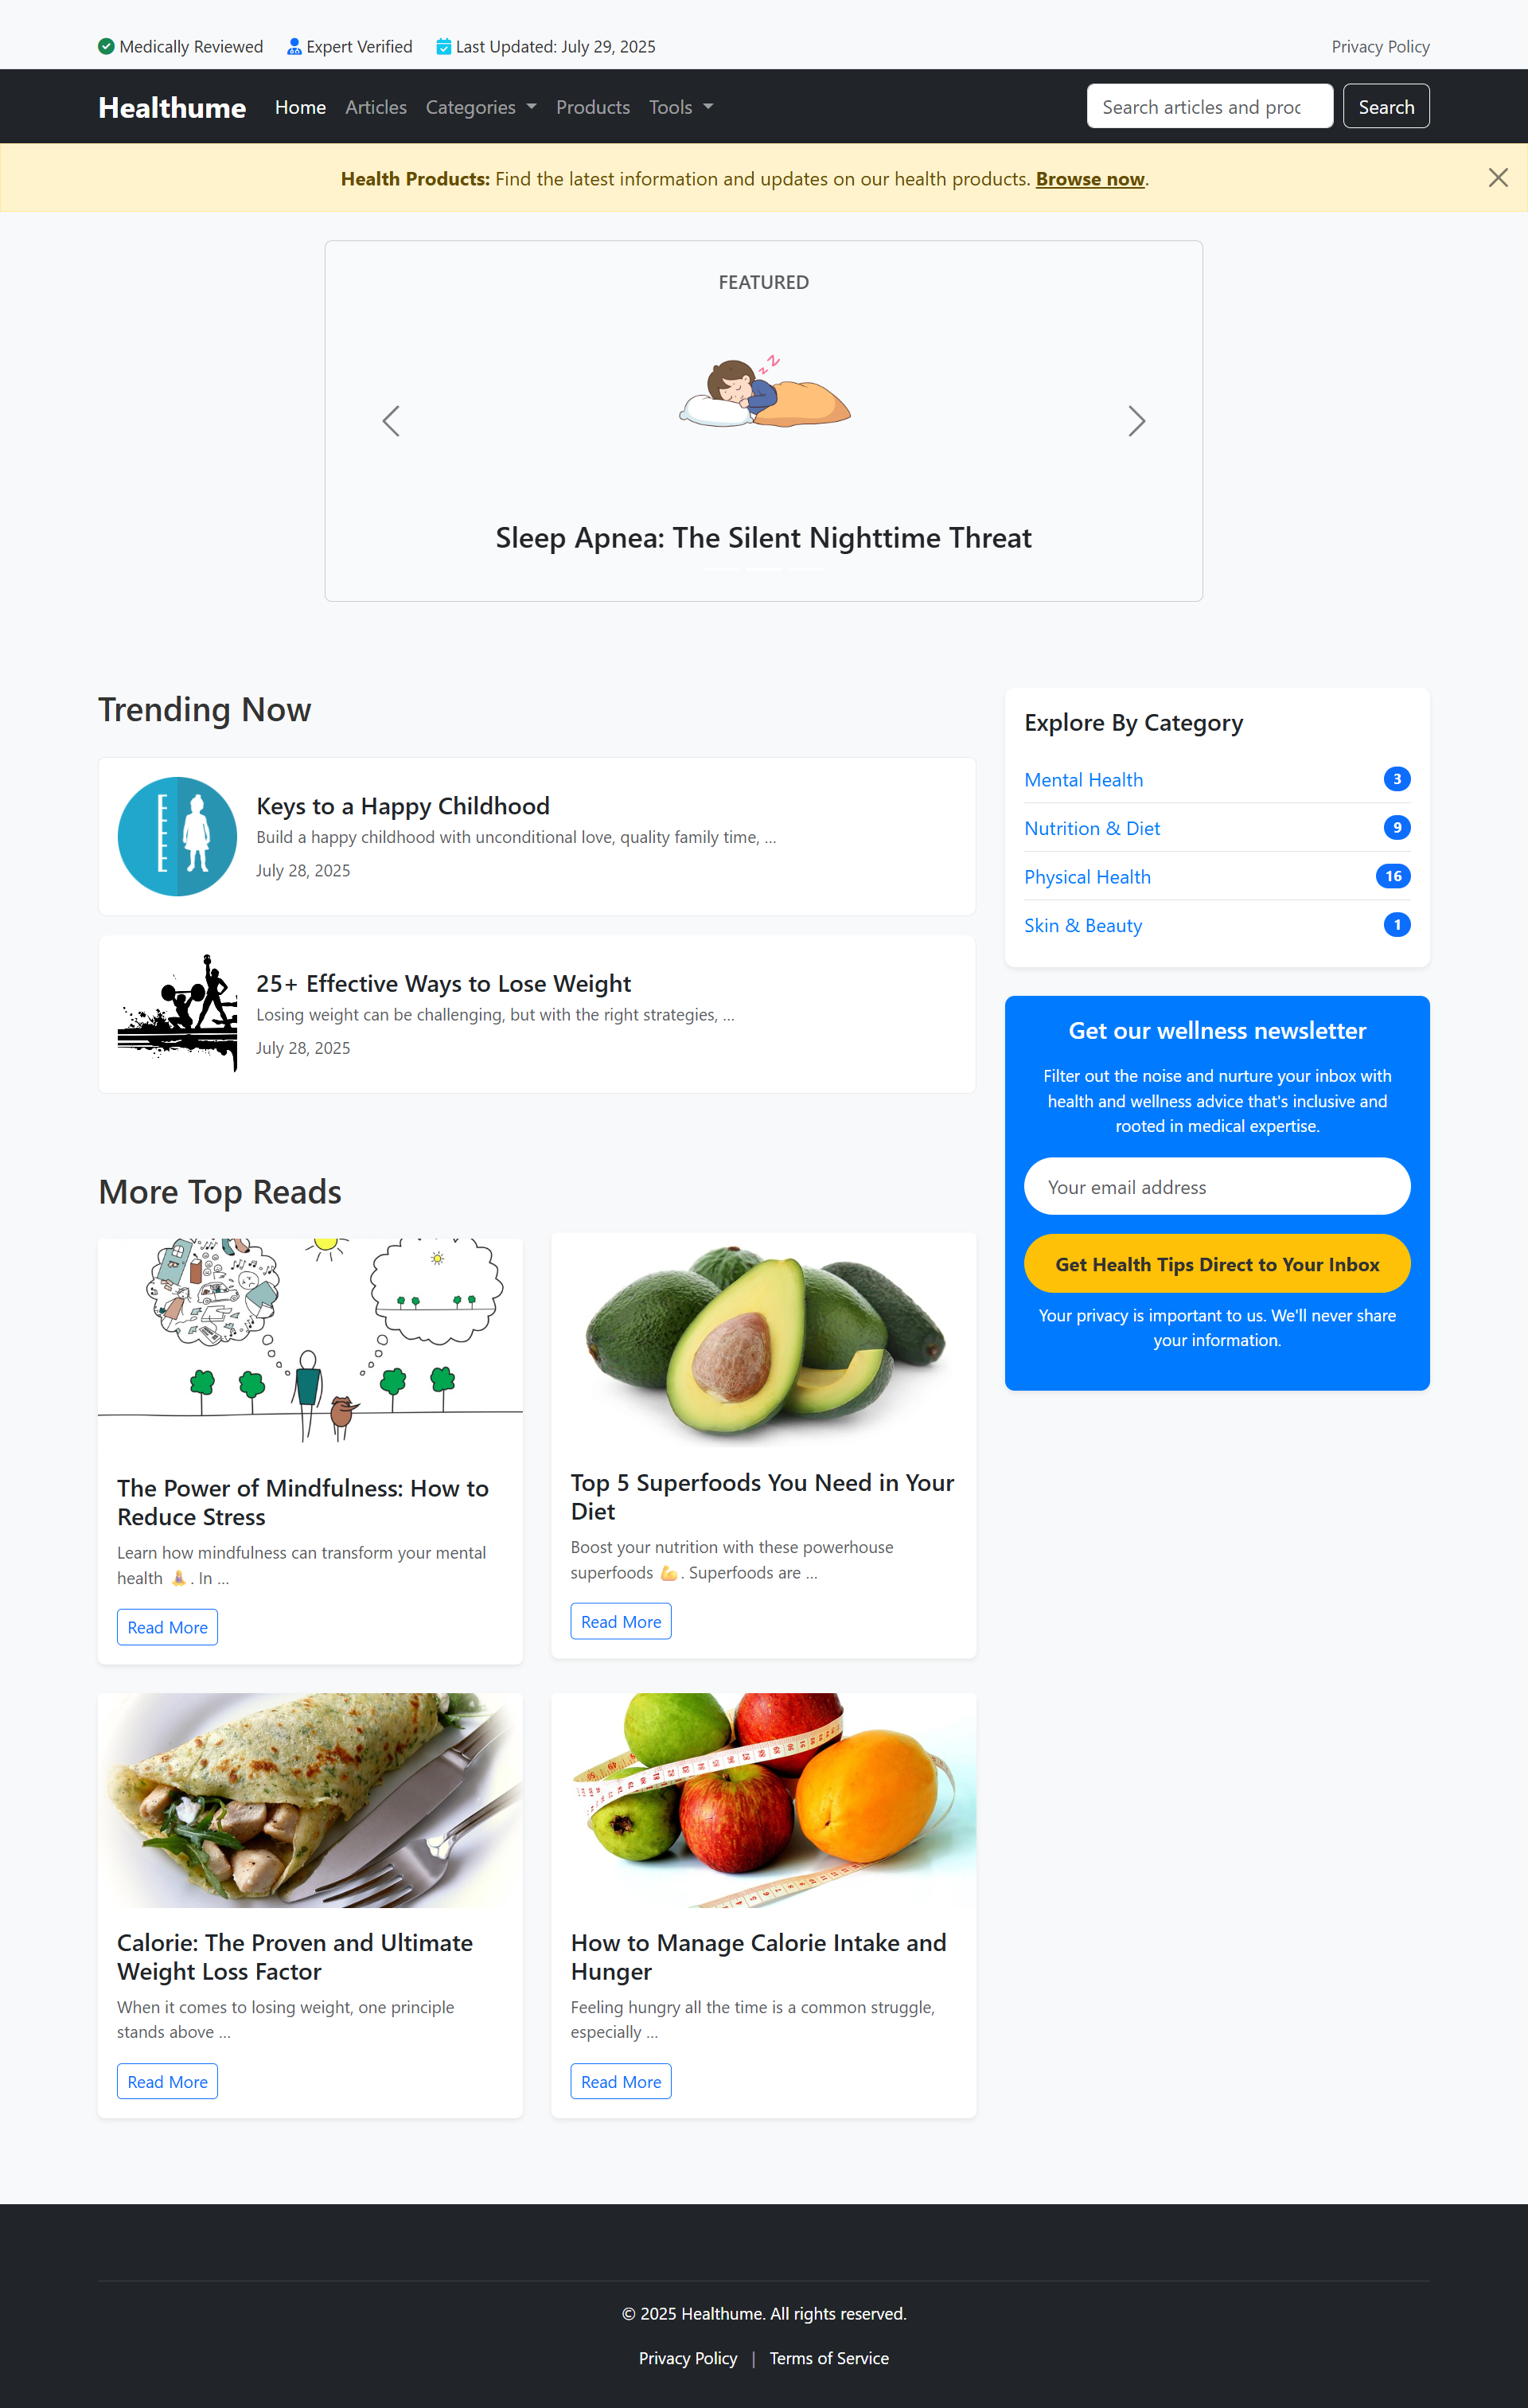 Medically Reviewed Expert Verified Last Updated: July 29, 2025 Privacy Policy
Healthume Home Articles Categories Products Tools Search articles and proc Search
Health Products: Find the latest information and updates on our health products. Browse now.
FEATURED
Sleep Apnea: The Silent Nighttime Threat
Trending Now
Keys to a Happy Childhood
Build a happy childhood with unconditional love, quality family time, ...
July 28, 2025
25+ Effective Ways to Lose Weight
Losing weight can be challenging, but with the right strategies, ...
July 28, 2025
Explore By Category
Mental Health 3
Nutrition & Diet 9
Physical Health 16
Skin & Beauty 1
Get our wellness newsletter
Filter out the noise and nurture your inbox with
health and wellness advice that's inclusive and
rooted in medical expertise.
Your email address
Get Health Tips Direct to Your Inbox
Your privacy is important to us. We'll never share
your information.
More Top Reads
The Power of Mindfulness: How to
Reduce Stress
Learn how mindfulness can transform your mental
health 🧘. In ...
Read More
Top 5 Superfoods You Need in Your
Diet
Boost your nutrition with these powerhouse
superfoods 💪. Superfoods are ...
Read More
Calorie: The Proven and Ultimate
Weight Loss Factor
When it comes to losing weight, one principle
stands above ...
Read More
How to Manage Calorie Intake and
Hunger
Feeling hungry all the time is a common struggle,
especially ...
Read More
© 2025 Healthume. All rights reserved.
Privacy Policy | Terms of Service